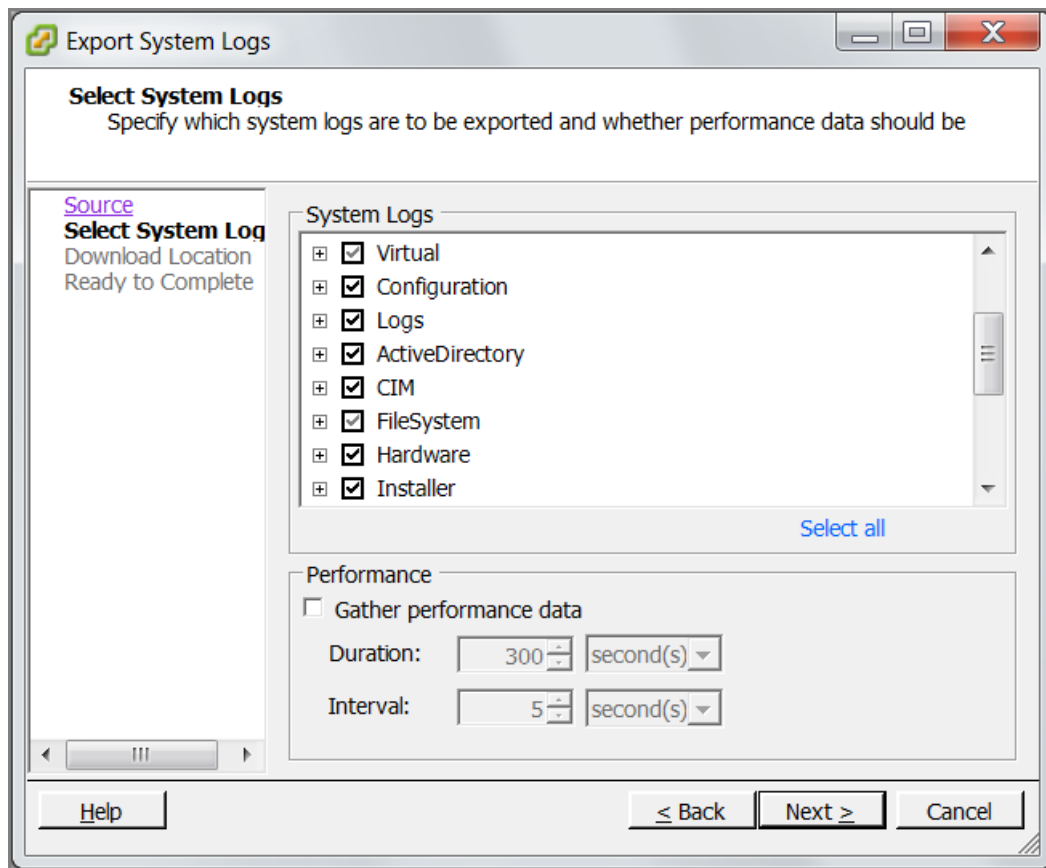 Export System Logs
Select System Logs
Specify which system logs are to be exported and whether performance data should be
Source
Select System Log
Download Location
Ready to Complete
System Logs
Virtual
Configuration
Logs
ActiveDirectory
CIM
FileSystem
Hardware
Installer
Select all
Performance
Gather performance data
Duration: 300 second(s)
Interval: 5 second(s)
Help
< Back
Next >
Cancel